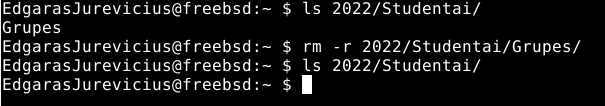 EdgarasJurevicius@freebsd:~ $ ls 2022/Studentai/
Grupes
EdgarasJurevicius@freebsd:~ $ rm -r 2022/Studentai/Grupes/
EdgarasJurevicius@freebsd:~ $ ls 2022/Studentai/
EdgarasJurevicius@freebsd:~ $